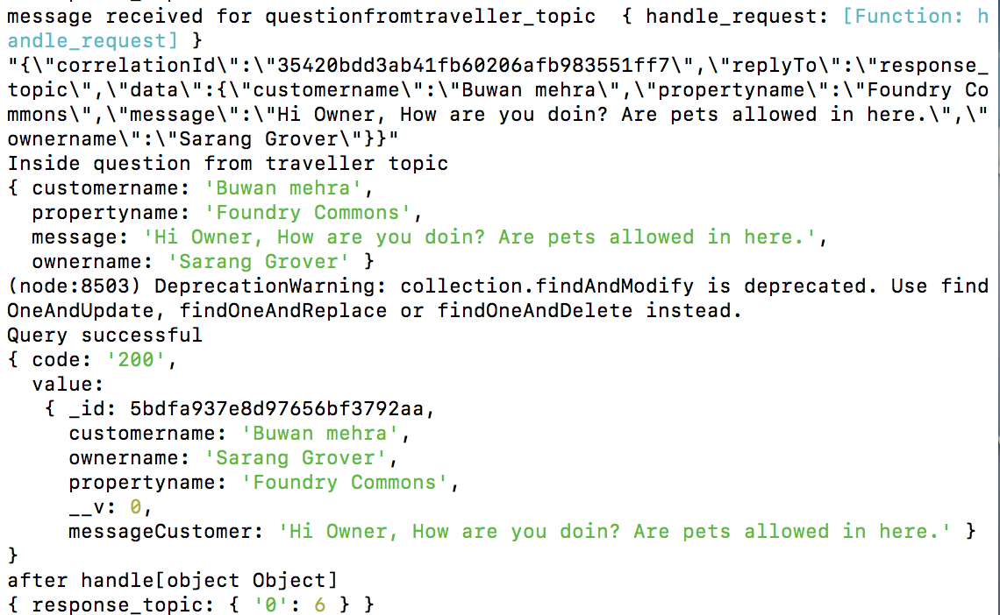 message received for questionfromtraveller_topic  { handle_request: [Function: h
andle_request] }
"{\"correlationId\":\"35420bdd3ab41fb60206afb983551ff7\",\"replyTo\":\"response_
topic\",\"data\":{\"customername\":\"Buwan mehra\",\"propertyname\":\"Foundry Co
mmons\",\"message\":\"Hi Owner, How are you doin? Are pets allowed in here.\",\"
ownername\":\"Sarang Grover\"}}"
Inside question from traveller topic
{ customername: 'Buwan mehra',
  propertyname: 'Foundry Commons',
  message: 'Hi Owner, How are you doin? Are pets allowed in here.',
  ownername: 'Sarang Grover' }
(node:8503) DeprecationWarning: collection.findAndModify is deprecated. Use find
OneAndUpdate, findOneAndReplace or findOneAndDelete instead.
Query successful
{ code: '200',
  value:
   { _id: 5bdfa937e8d97656bf3792aa,
     customername: 'Buwan mehra',
     ownername: 'Sarang Grover',
     propertyname: 'Foundry Commons',
     __v: 0,
     messageCustomer: 'Hi Owner, How are you doin? Are pets allowed in here.' }
}
after handle[object Object]
{ response_topic: { '0': 6 } }